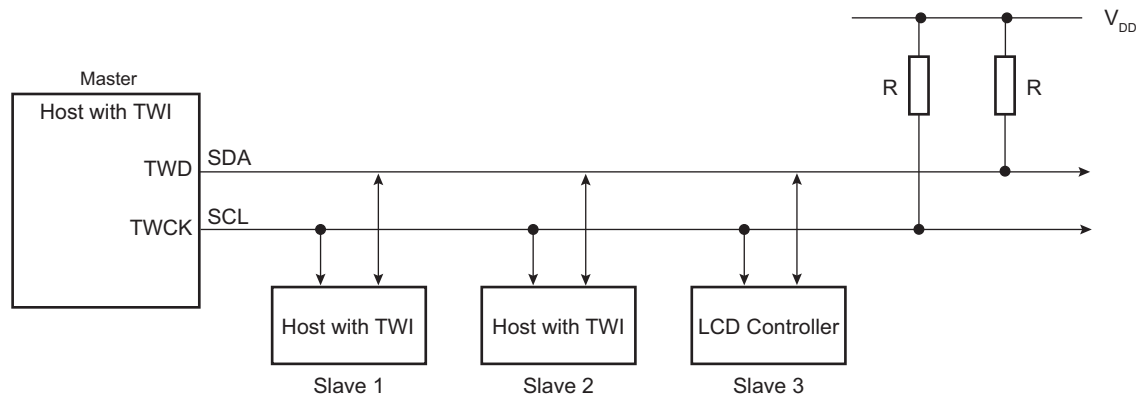 V_DD
Master
Host with TWI
R
R
TWD
SDA
TWCK
SCL
Host with TWI
Host with TWI
LCD Controller
Slave 1
Slave 2
Slave 3